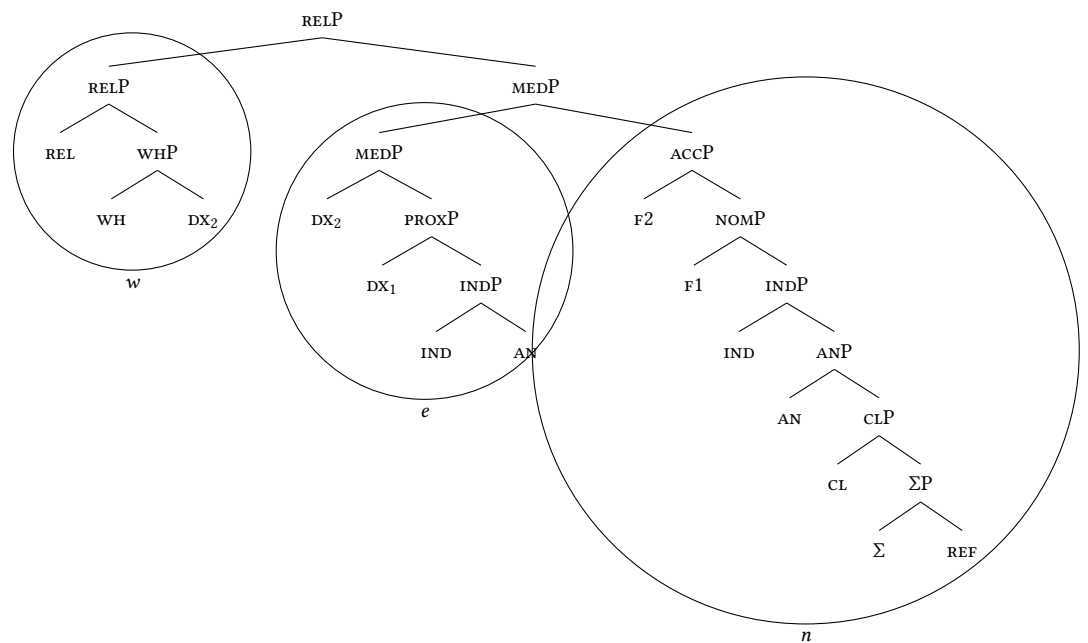 RELP
RELP MEDP
REL WHP MEDP ACCP
WH DX2 DX2 PROXP F2 NOMP
w DX1 INDP F1 INDP
IND AN IND ANP
e AN CLP
CL ΣP
Σ REF
n